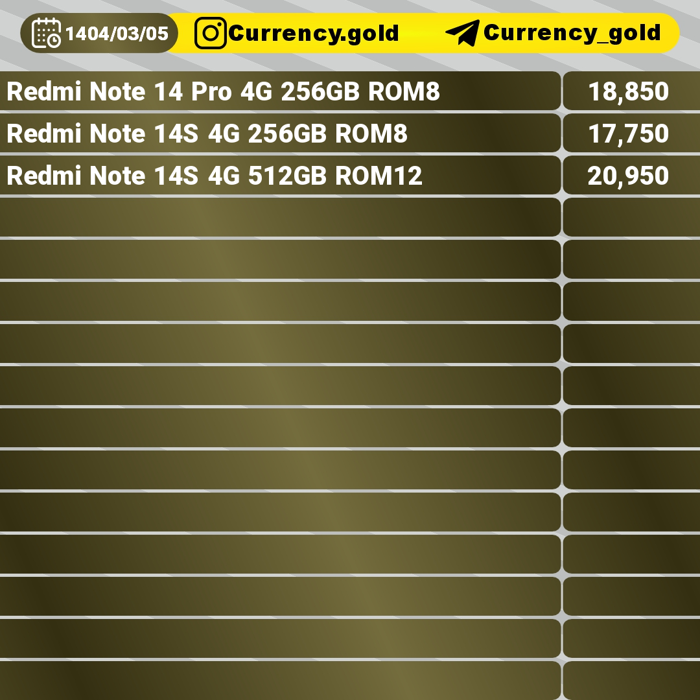 1404/03/05 Currency.gold Currency_gold
Redmi Note 14 Pro 4G 256GB ROM8 18,850
Redmi Note 14S 4G 256GB ROM8 17,750
Redmi Note 14S 4G 512GB ROM12 20,950